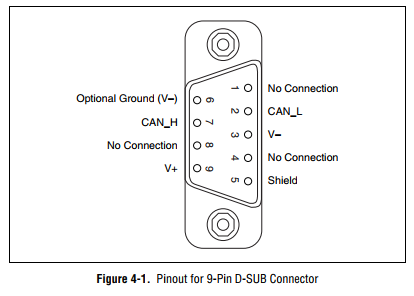 1 No Connection
Optional Ground (V–) 6
2 CAN_L
CAN_H 7
3 V–
No Connection 8
4 No Connection
V+ 9
5 Shield
Figure 4-1. Pinout for 9-Pin D-SUB Connector